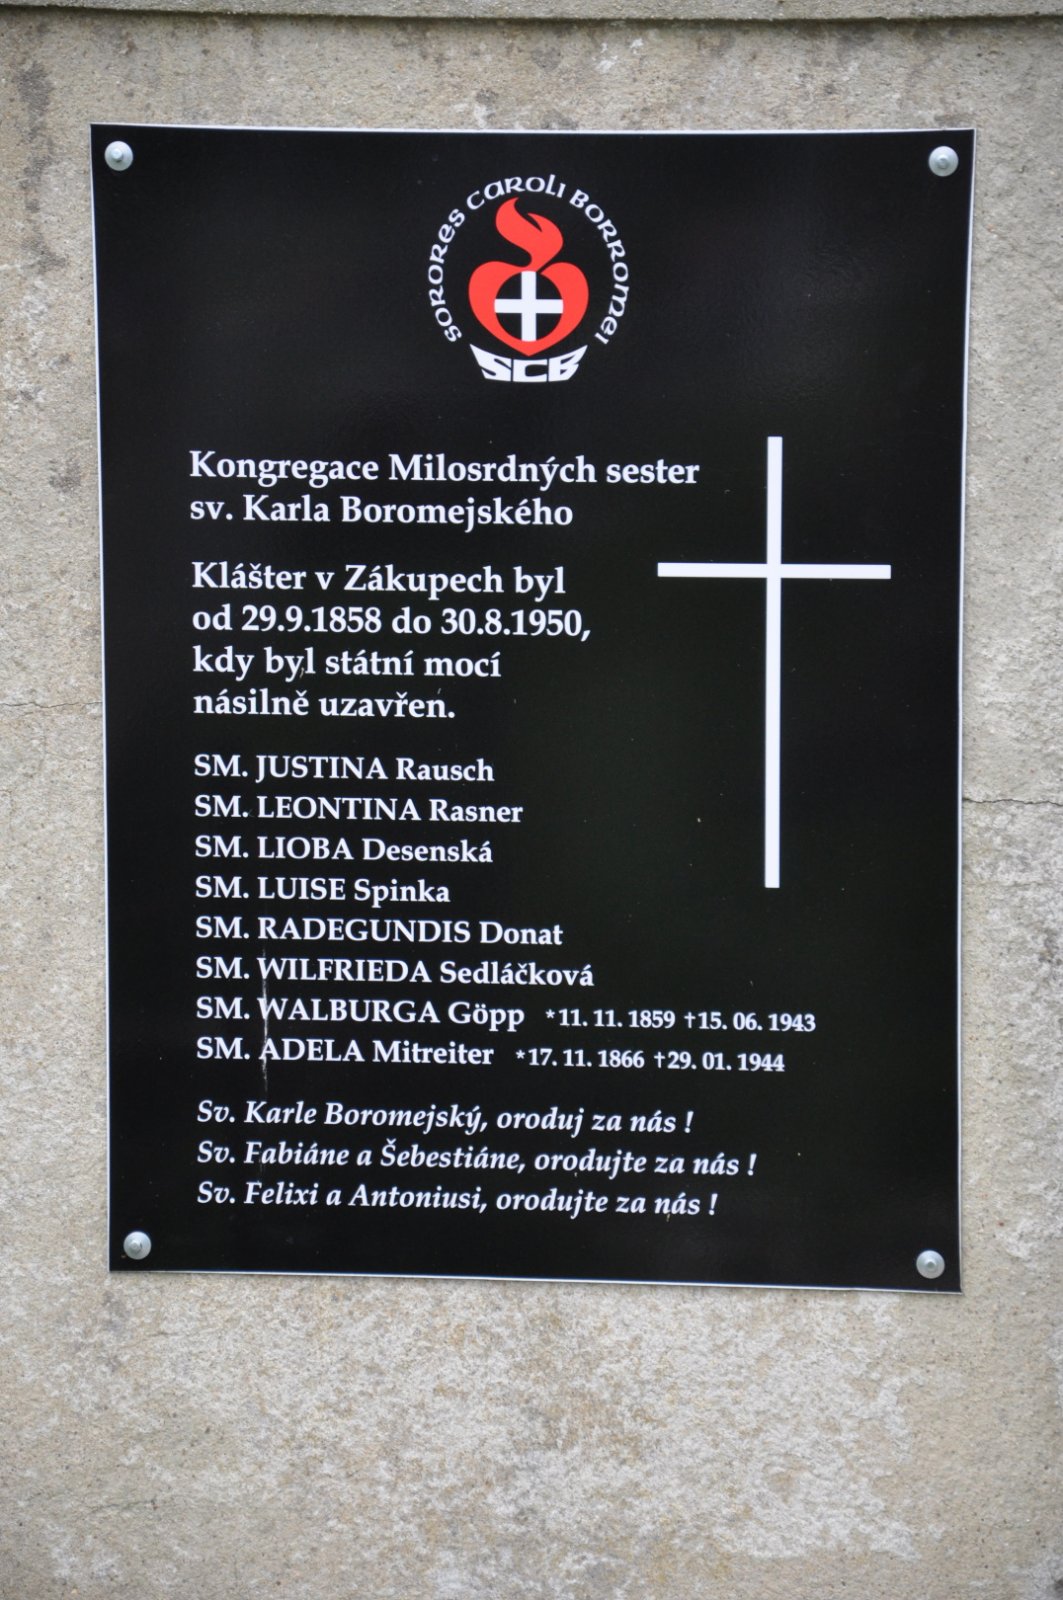 SORORES CAROLI BORROMEI
SCB
Kongregace Milosrdných sester
sv. Karla Boromejského
Klášter v Zákupech byl
od 29.9.1858 do 30.8.1950,
kdy byl státní mocí
násilně uzavřen.
SM. JUSTINA Rausch
SM. LEONTINA Rasner
SM. LIOBA Desenská
SM. LUISE Spinka
SM. RADEGUNDIS Donat
SM. WILFRIEDA Sedláčková
SM. WALBURGA Göpp *11. 11. 1859 †15. 06. 1943
SM. ADELA Mitreiter *17. 11. 1866 †29. 01. 1944
Sv. Karle Boromejský, oroduj za nás !
Sv. Fabiáne a Šebestiáne, orodujte za nás !
Sv. Felixi a Antoniusi, orodujte za nás !